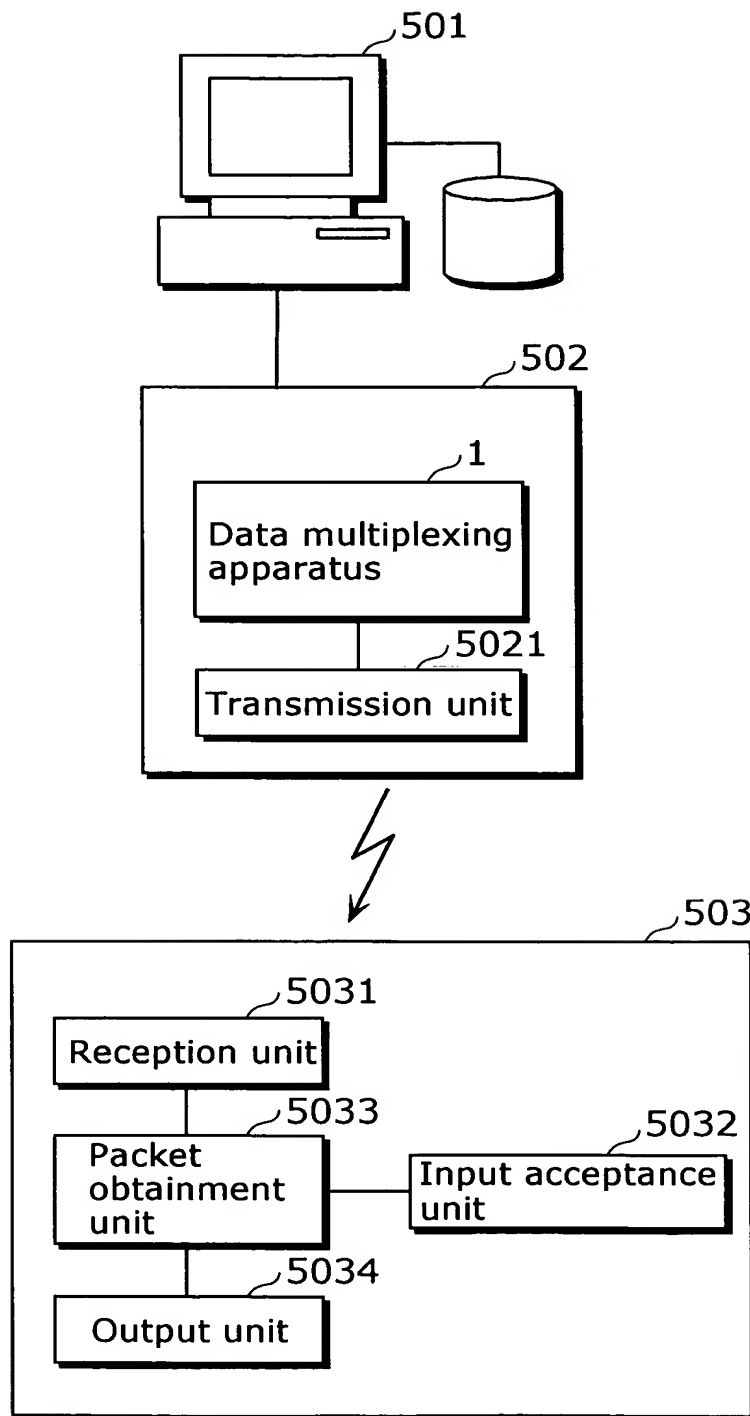 501
502
1
Data multiplexing
apparatus
5021
Transmission unit
503
5031
Reception unit
5033
Packet
obtainment
unit
5032
Input acceptance
unit
5034
Output unit